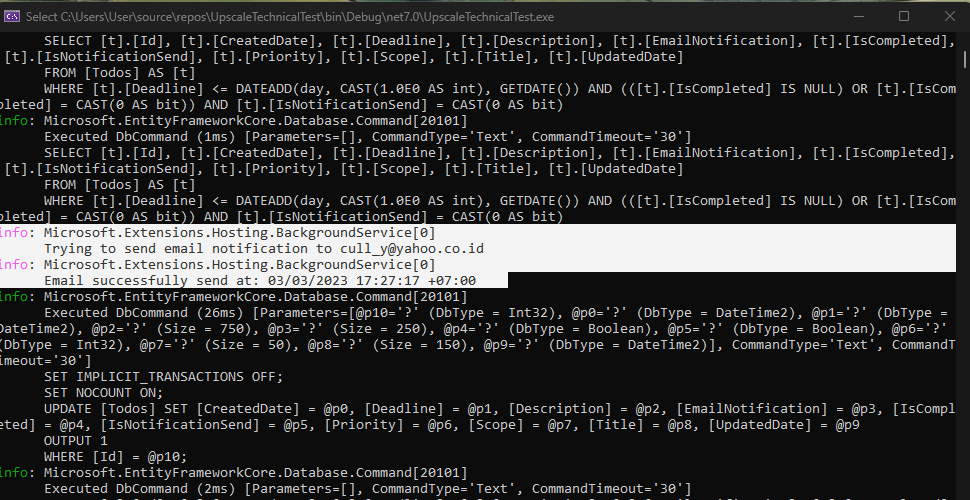 Select C:\Users\User\source\repos\UpscaleTechnicalTest\bin\Debug\net7.0\UpscaleTechnicalTest.exe
SELECT [t].[Id], [t].[CreatedDate], [t].[Deadline], [t].[Description], [t].[EmailNotification], [t].[IsCompleted],
[t].[IsNotificationSend], [t].[Priority], [t].[Scope], [t].[Title], [t].[UpdatedDate]
FROM [Todos] AS [t]
WHERE [t].[Deadline] <= DATEADD(day, CAST(1.0E0 AS int), GETDATE()) AND (([t].[IsCompleted] IS NULL) OR [t].[IsCom
pleted] = CAST(0 AS bit)) AND [t].[IsNotificationSend] = CAST(0 AS bit)
info: Microsoft.EntityFrameworkCore.Database.Command[20101]
Executed DbCommand (1ms) [Parameters=[], CommandType='Text', CommandTimeout='30']
SELECT [t].[Id], [t].[CreatedDate], [t].[Deadline], [t].[Description], [t].[EmailNotification], [t].[IsCompleted],
[t].[IsNotificationSend], [t].[Priority], [t].[Scope], [t].[Title], [t].[UpdatedDate]
FROM [Todos] AS [t]
WHERE [t].[Deadline] <= DATEADD(day, CAST(1.0E0 AS int), GETDATE()) AND (([t].[IsCompleted] IS NULL) OR [t].[IsCom
pleted] = CAST(0 AS bit)) AND [t].[IsNotificationSend] = CAST(0 AS bit)
info: Microsoft.Extensions.Hosting.BackgroundService[0]
Trying to send email notification to cull_y@yahoo.co.id
info: Microsoft.Extensions.Hosting.BackgroundService[0]
Email successfully send at: 03/03/2023 17:27:17 +07:00
info: Microsoft.EntityFrameworkCore.Database.Command[20101]
Executed DbCommand (26ms) [Parameters=[@p10='?' (DbType = Int32), @p0='?' (DbType = DateTime2), @p1='?' (DbType =
DateTime2), @p2='?' (Size = 750), @p3='?' (Size = 250), @p4='?' (DbType = Boolean), @p5='?' (DbType = Boolean), @p6='?'
(DbType = Int32), @p7='?' (Size = 50), @p8='?' (Size = 150), @p9='?' (DbType = DateTime2)], CommandType='Text', CommandT
imeout='30']
SET IMPLICIT_TRANSACTIONS OFF;
SET NOCOUNT ON;
UPDATE [Todos] SET [CreatedDate] = @p0, [Deadline] = @p1, [Description] = @p2, [EmailNotification] = @p3, [IsCompl
eted] = @p4, [IsNotificationSend] = @p5, [Priority] = @p6, [Scope] = @p7, [Title] = @p8, [UpdatedDate] = @p9
OUTPUT 1
WHERE [Id] = @p10;
info: Microsoft.EntityFrameworkCore.Database.Command[20101]
Executed DbCommand (2ms) [Parameters=[], CommandType='Text', CommandTimeout='30']